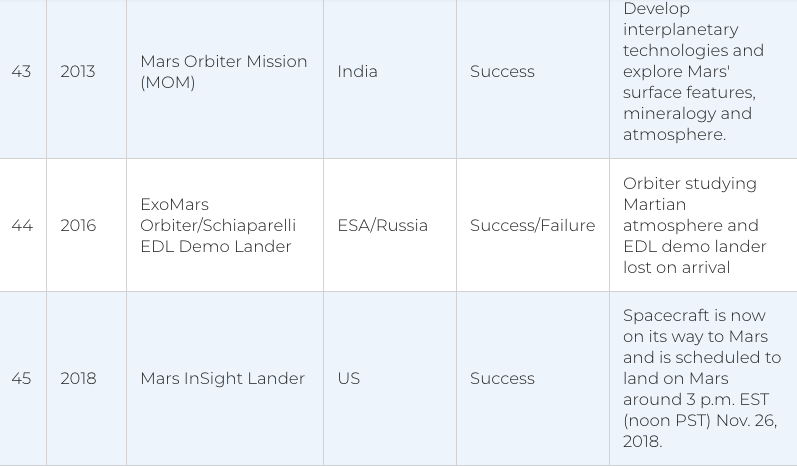 43
2013
Mars Orbiter Mission
(MOM)
India
Success
Develop
interplanetary
technologies and
explore Mars'
surface features,
mineralogy and
atmosphere.
44
2016
ExoMars
Orbiter/Schiaparelli
EDL Demo Lander
ESA/Russia
Success/Failure
Orbiter studying
Martian
atmosphere and
EDL demo lander
lost on arrival
45
2018
Mars InSight Lander
US
Success
Spacecraft is now
on its way to Mars
and is scheduled to
land on Mars
around 3 p.m. EST
(noon PST) Nov. 26,
2018.